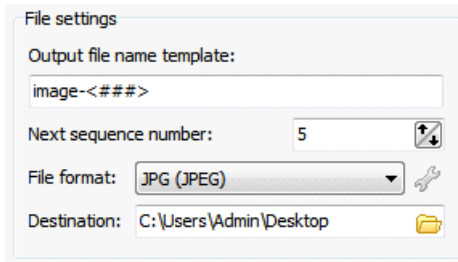 File settings
Output file name template:
image-<###>
Next sequence number: 5
File format: JPG (JPEG)
Destination: C:\Users\Admin\Desktop